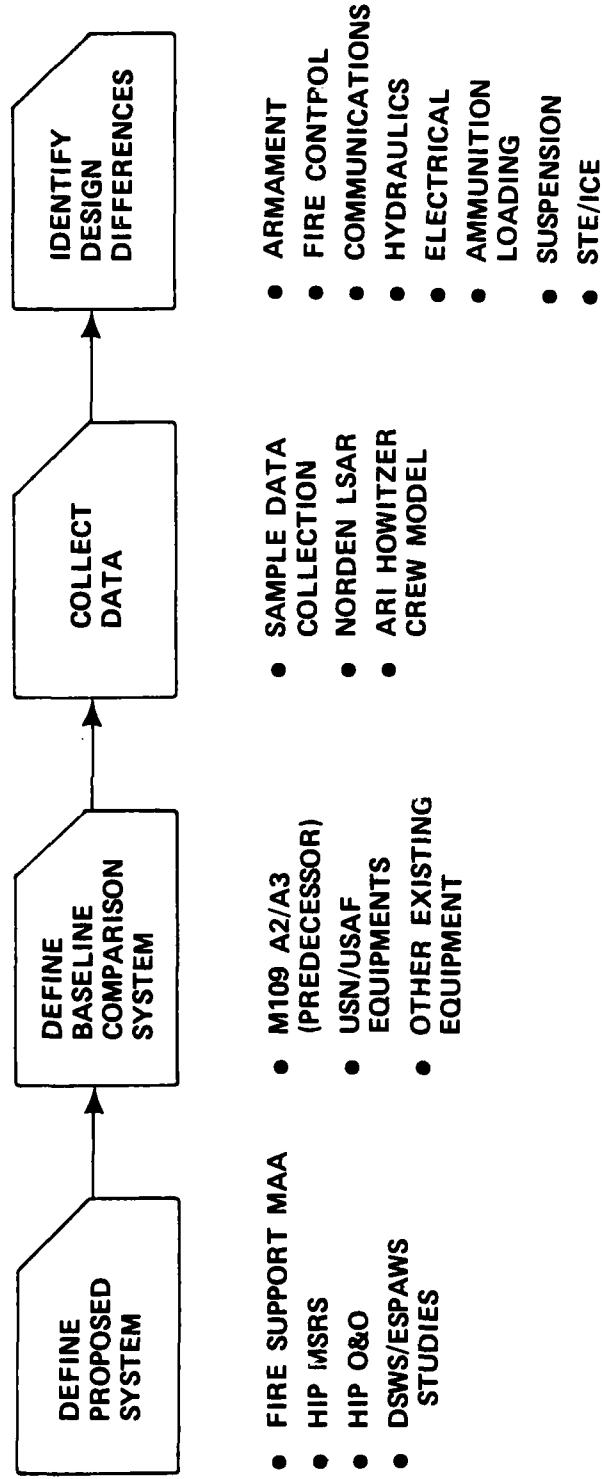 DEFINE
PROPOSED
SYSTEM
• FIRE SUPPORT MAA
• HIP MSRS
• HIP O&O
• DSWS/ESPAWS
STUDIES
DEFINE
BASELINE
COMPARISON
SYSTEM
• M109 A2/A3
(PREDECESSOR)
• USN/USAF
EQUIPMENTS
• OTHER EXISTING
EQUIPMENT
COLLECT
DATA
• SAMPLE DATA
COLLECTION
• NORDEN LSAR
• ARI HOWITZER
CREW MODEL
IDENTIFY
DESIGN
DIFFERENCES
• ARMAMENT
• FIRE CONTPOL
• COMMUNICATIONS
• HYDRAULICS
• ELECTRICAL
• AMMUNITION
LOADING
• SUSPENSION
• STE/ICE